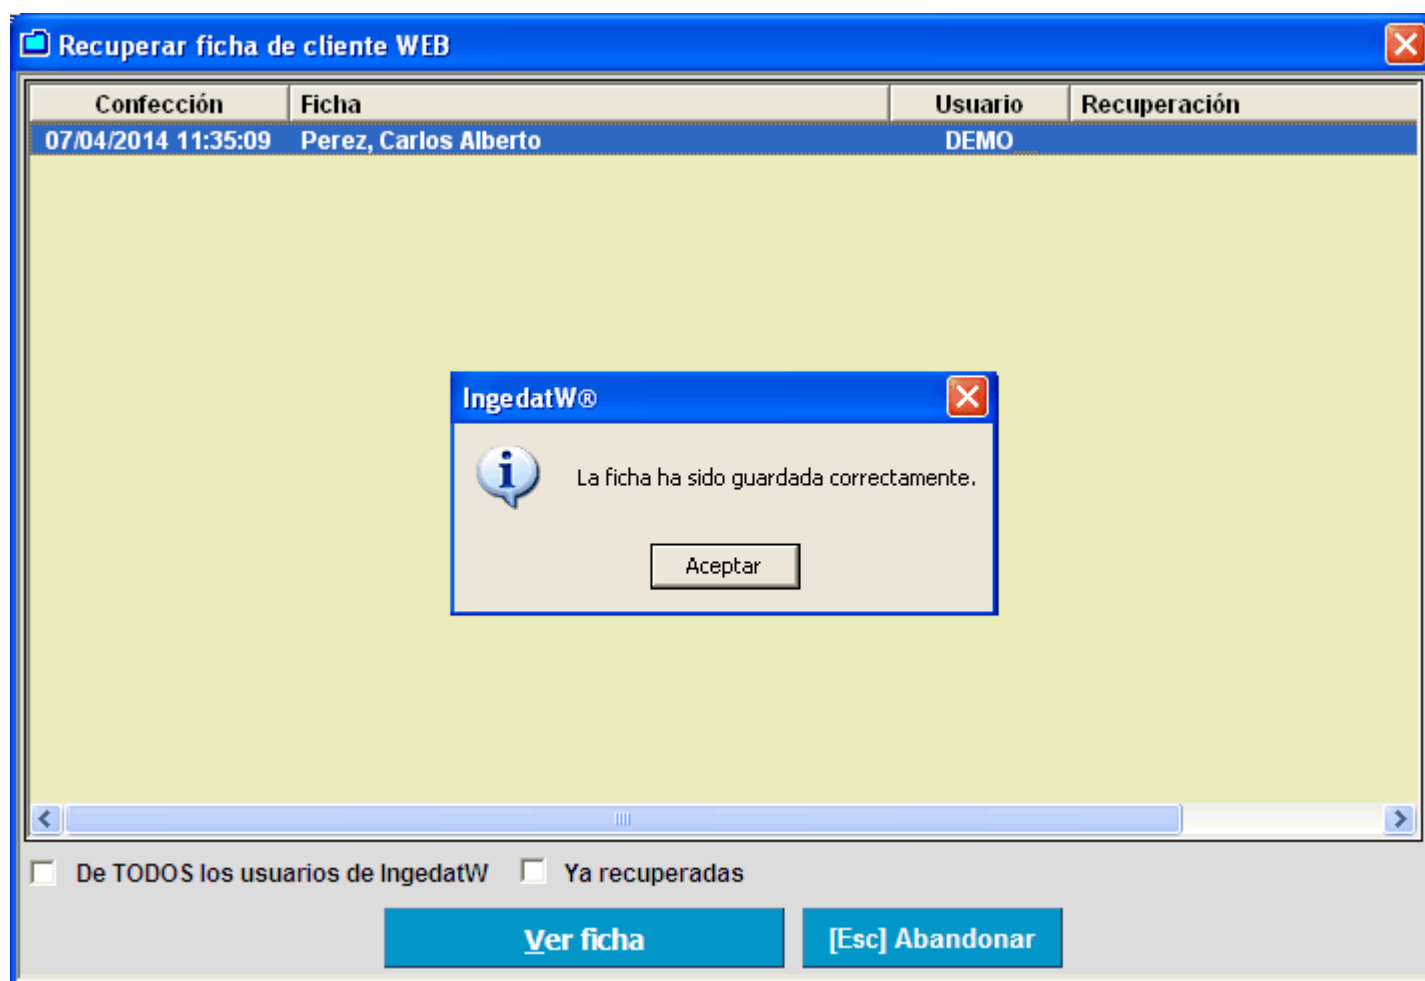 Recuperar ficha de cliente WEB
Confección Ficha Usuario Recuperación
07/04/2014 11:35:09 Perez, Carlos Alberto DEMO__
IngedatW®
La ficha ha sido guardada correctamente.
Aceptar
De TODOS los usuarios de IngedatW Ya recuperadas
Ver ficha [Esc] Abandonar